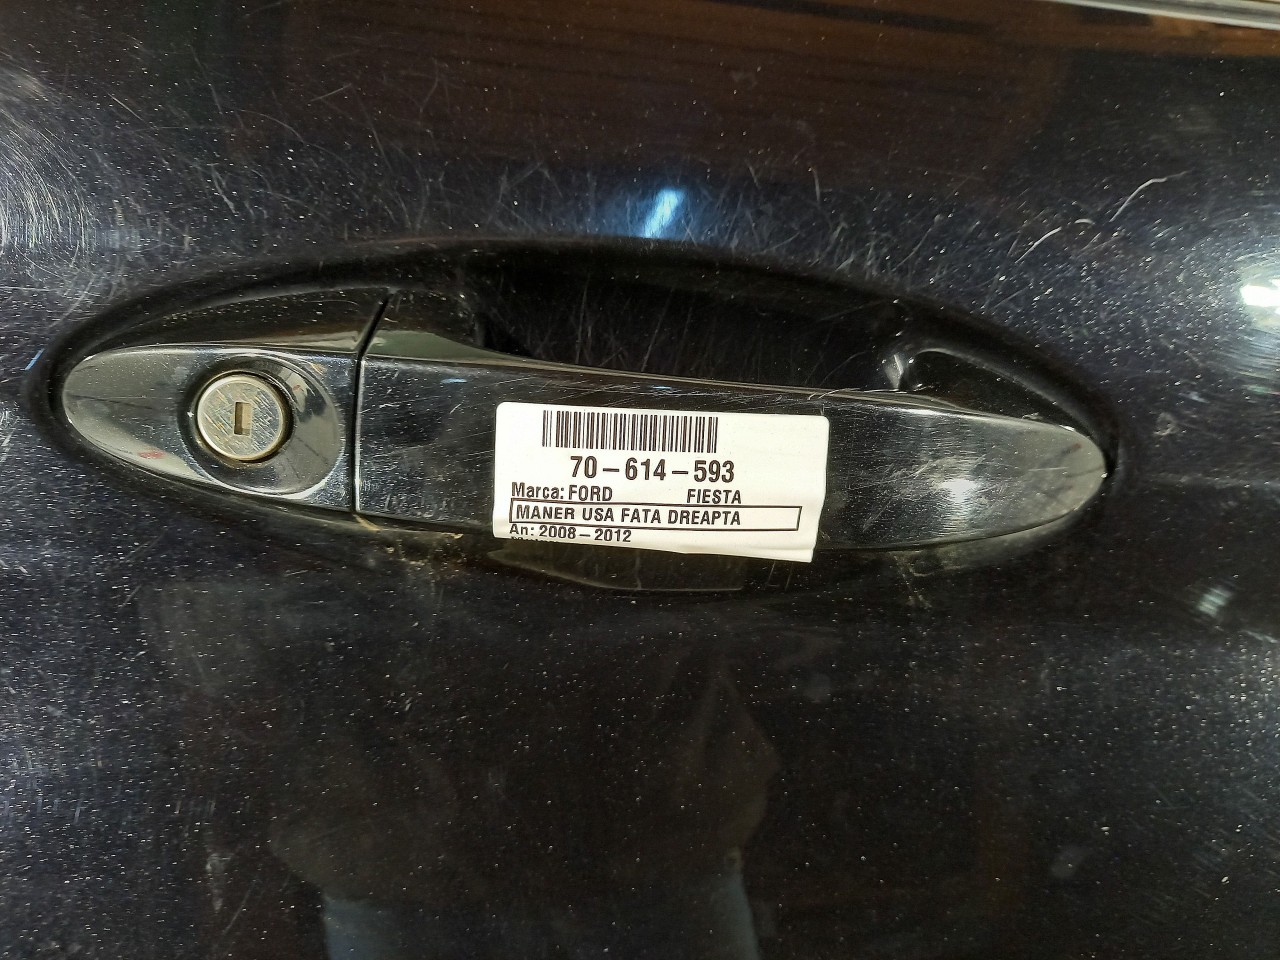 70-614-593
Marca: FORD FIESTA
MANER USA FATA DREAPTA
An: 2008-2012